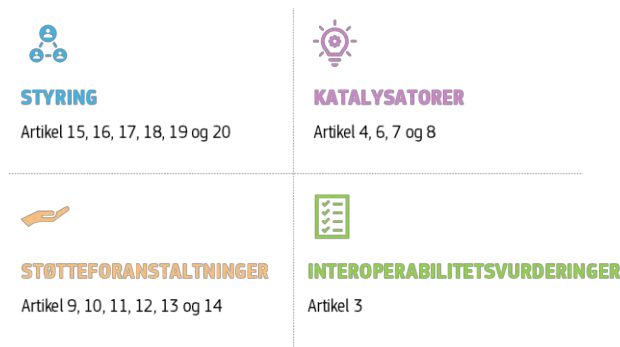 STYRING
Artikel 15, 16, 17, 18, 19 og 20
KATALYSATORER
Artikel 4, 6, 7 og 8
STØTTEFORANSTALTNINGER
Artikel 9, 10, 11, 12, 13 og 14
INTEROPERABILITETSVURDERINGER
Artikel 3